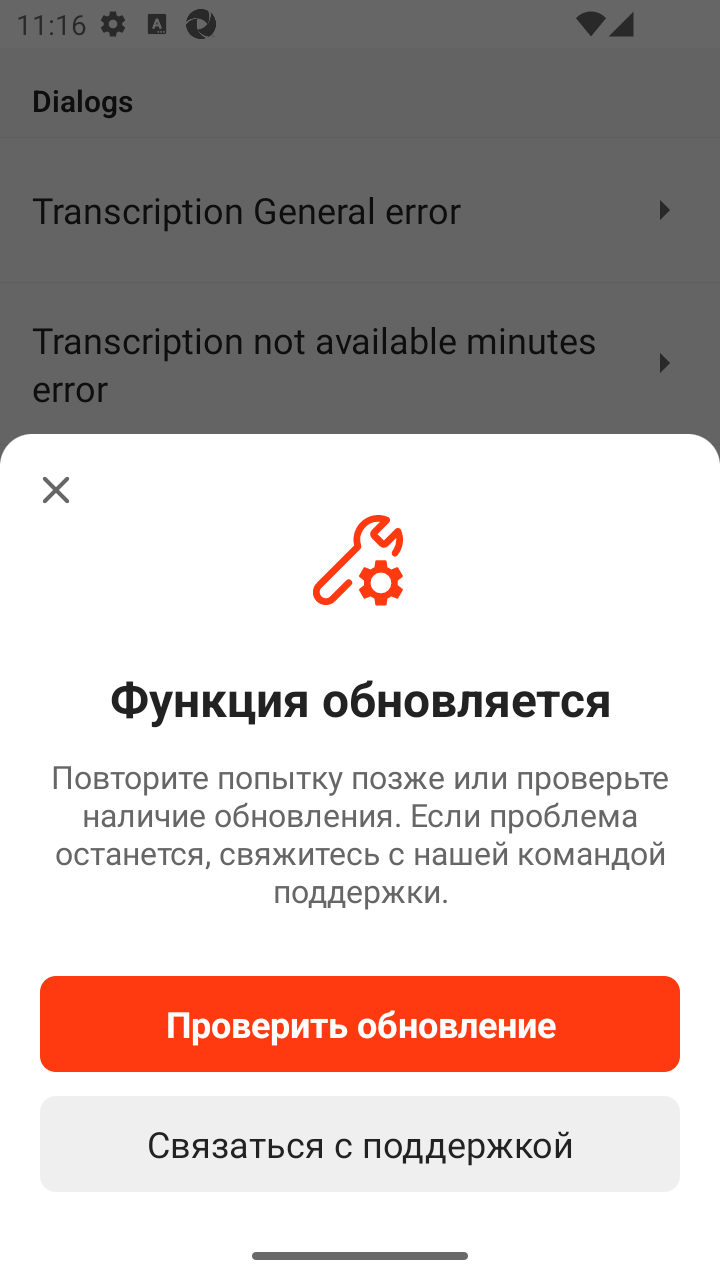 11:16
Dialogs
Transcription General error
Transcription not available minutes
error
Функция обновляется
Повторите попытку позже или проверьте
наличие обновления. Если проблема
останется, свяжитесь с нашей командой
поддержки.
Проверить обновление
Связаться с поддержкой